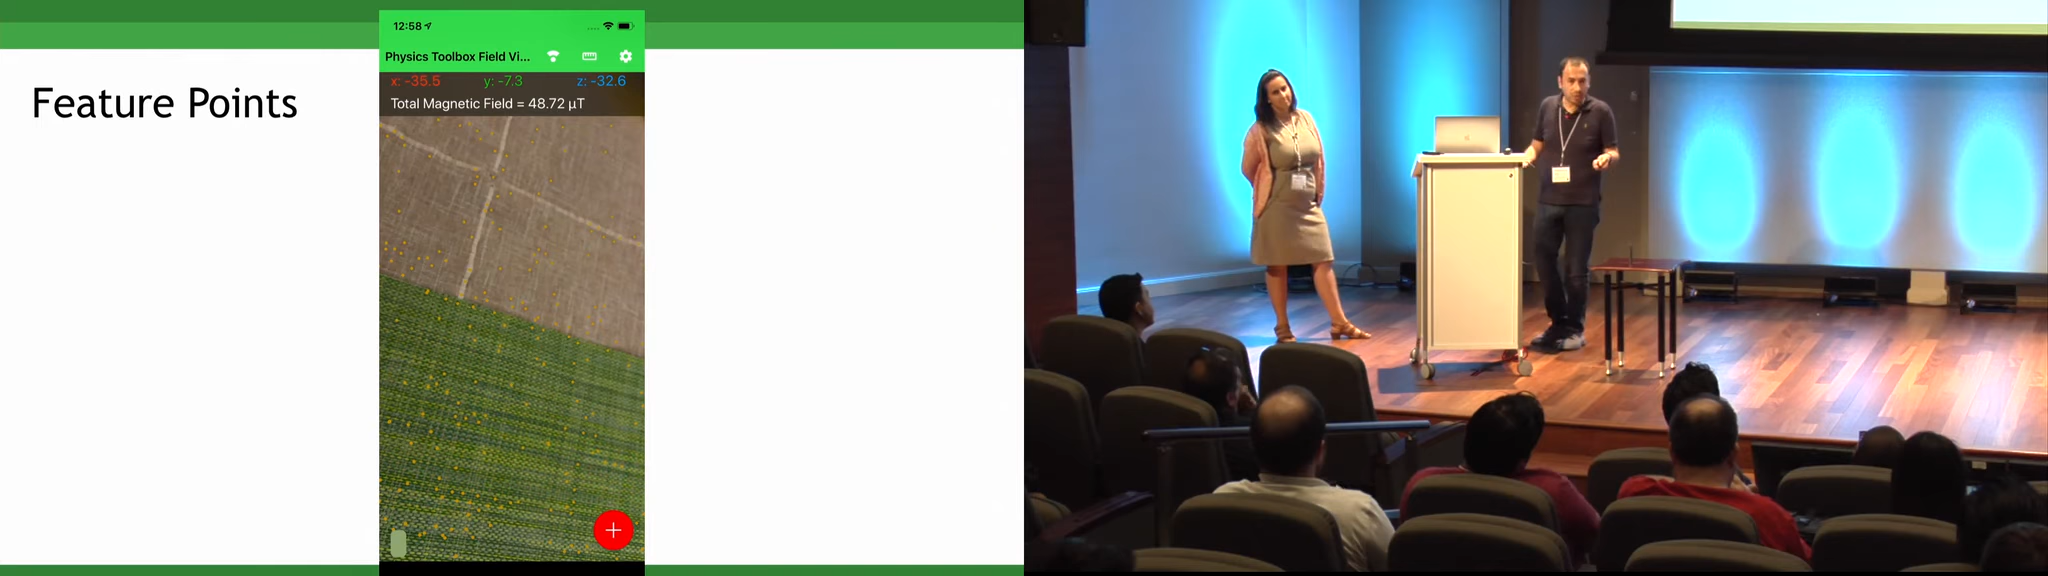 Feature Points
12:58
Physics Toolbox Field Vi...
x: -35.5 y: -7.3 z: -32.6
Total Magnetic Field = 48.72 μT